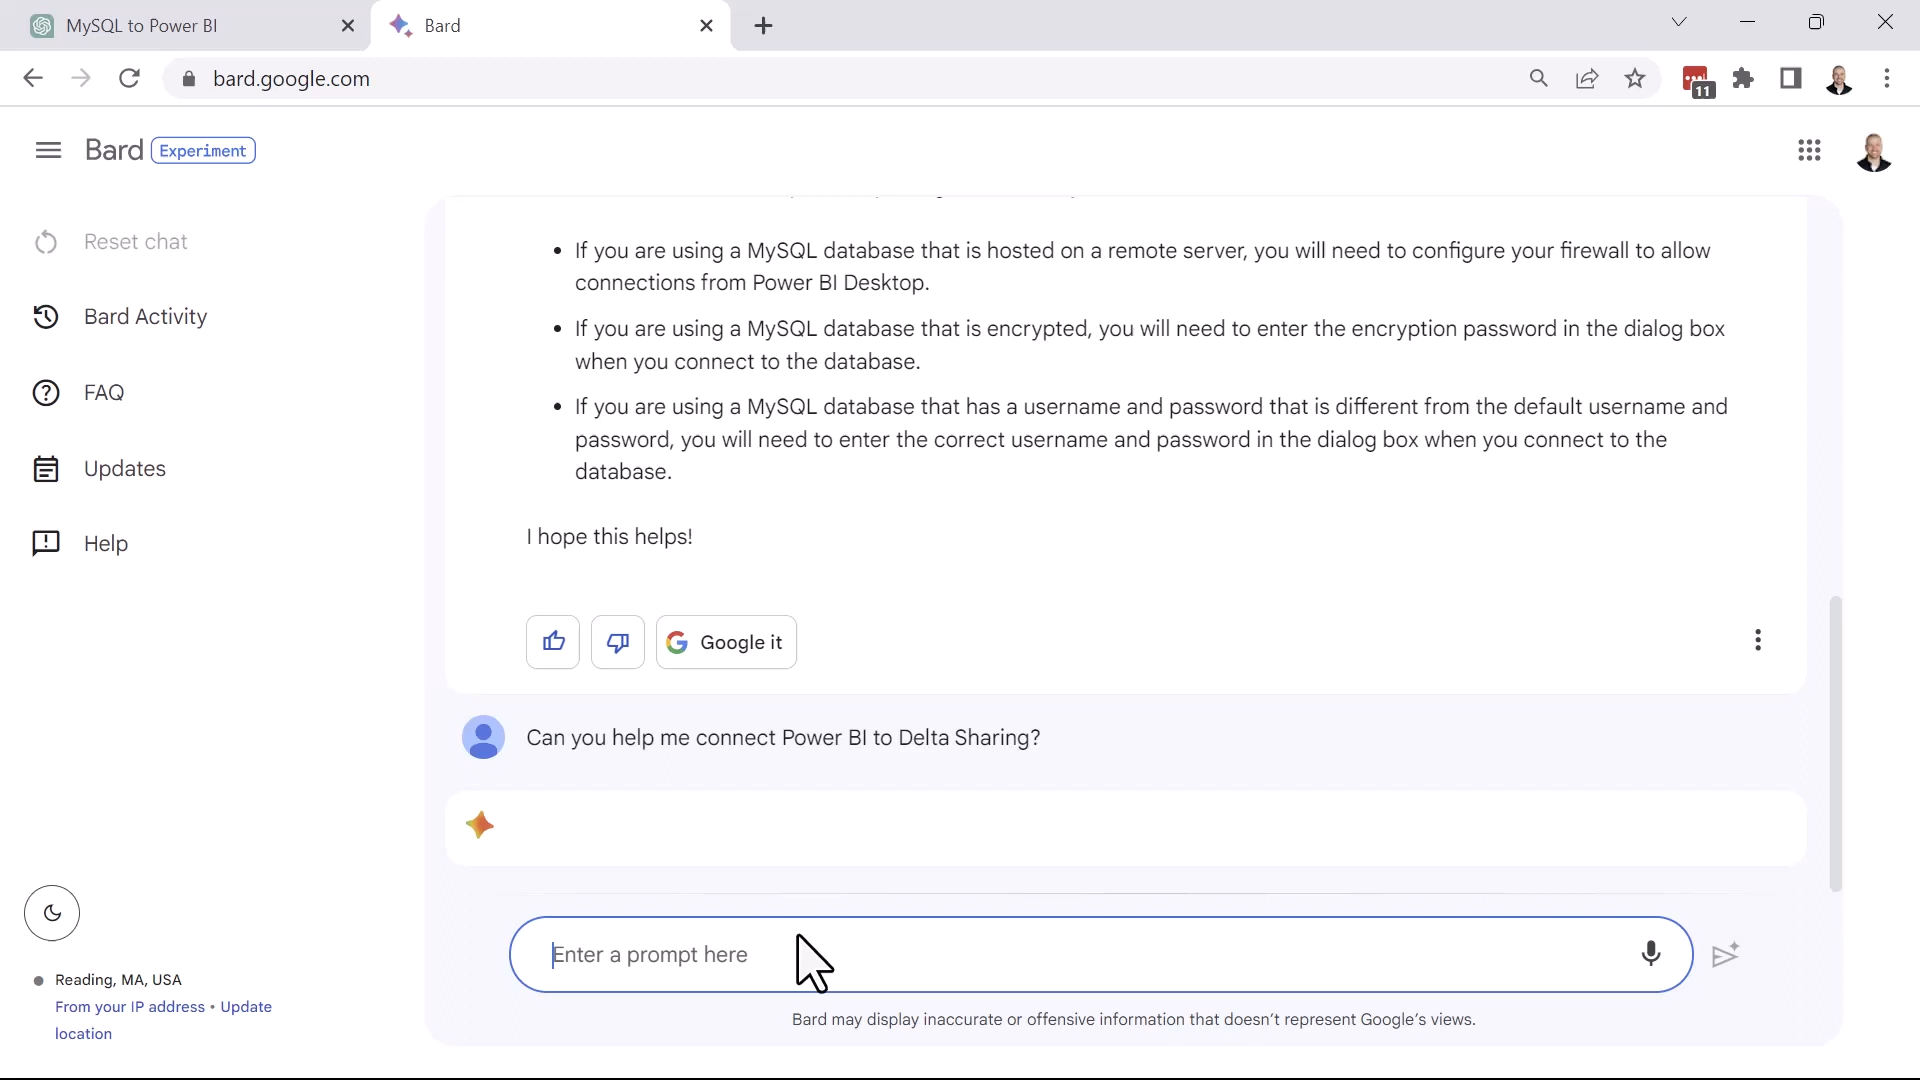 MySQL to Power BI
Bard
bard.google.com
11
Bard Experiment
Reset chat
Bard Activity
FAQ
Updates
Help
Reading, MA, USA
From your IP address • Update
location
• If you are using a MySQL database that is hosted on a remote server, you will need to configure your firewall to allow
connections from Power BI Desktop.
• If you are using a MySQL database that is encrypted, you will need to enter the encryption password in the dialog box
when you connect to the database.
• If you are using a MySQL database that has a username and password that is different from the default username and
password, you will need to enter the correct username and password in the dialog box when you connect to the
database.
I hope this helps!
Google it
Can you help me connect Power BI to Delta Sharing?
Enter a prompt here
Bard may display inaccurate or offensive information that doesn't represent Google's views.